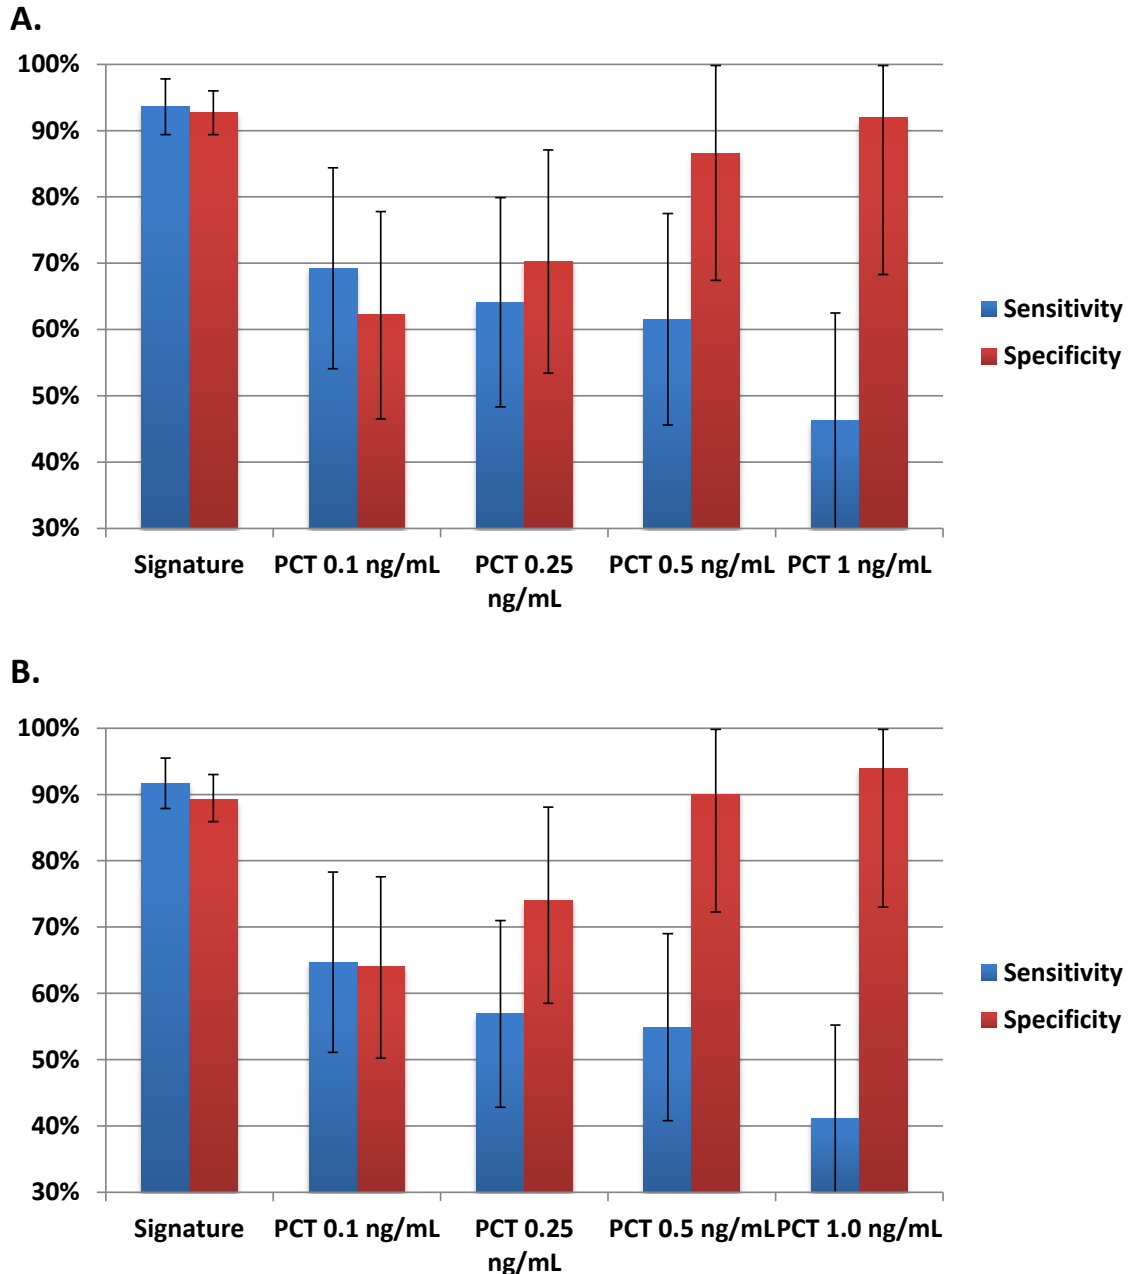 A.
100%
90%
80%
70%
60%
50%
40%
30%
Signature
PCT 0.1 ng/mL
PCT 0.25
ng/mL
PCT 0.5 ng/mL
PCT 1 ng/mL
Sensitivity
Specificity
B.
100%
90%
80%
70%
60%
50%
40%
30%
Signature
PCT 0.1 ng/mL
PCT 0.25
ng/mL
PCT 0.5 ng/mL
PCT 1.0 ng/mL
Sensitivity
Specificity